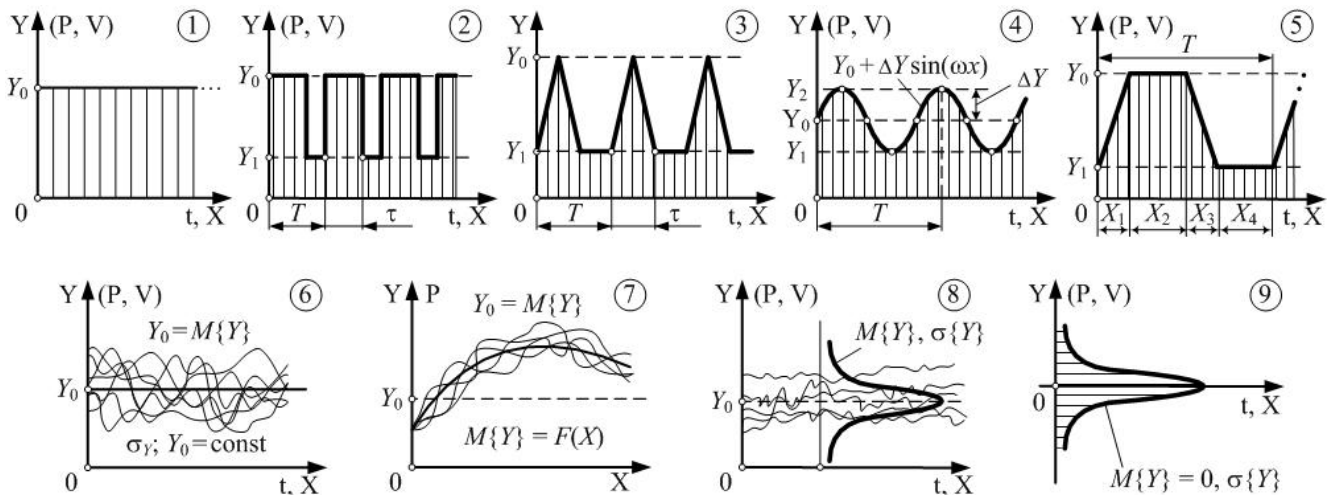 Y (P, V) ①
Y₀
0
t, X
Y (P, V) ②
Y₀
Y₁
0
t, X
T τ
Y (P, V) ③
Y₀
Y₁
0
t, X
T τ
Y (P, V) ④
Y₀ + ΔY sin(ωx)
Y₂
ΔY
Y₀
Y₁
0
t, X
T
Y (P, V) ⑤
T
Y₀
Y₁
0
X₁ X₂ X₃ X₄ t, X
Y (P, V) ⑥
Y₀ = M{Y}
Y₀
σ_Y; Y₀ = const
0
t, X
Y P ⑦
Y₀ = M{Y}
Y₀
M{Y} = F(X)
0
X
Y (P, V) ⑧
M{Y}, σ{Y}
Y₀
0
t, X
Y (P, V) ⑨
0
t, X
M{Y} = 0, σ{Y}